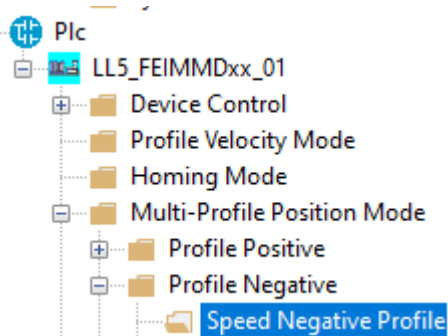 Plc
LL5_FEIMMDxx_01
Device Control
Profile Velocity Mode
Homing Mode
Multi-Profile Position Mode
Profile Positive
Profile Negative
Speed Negative Profile